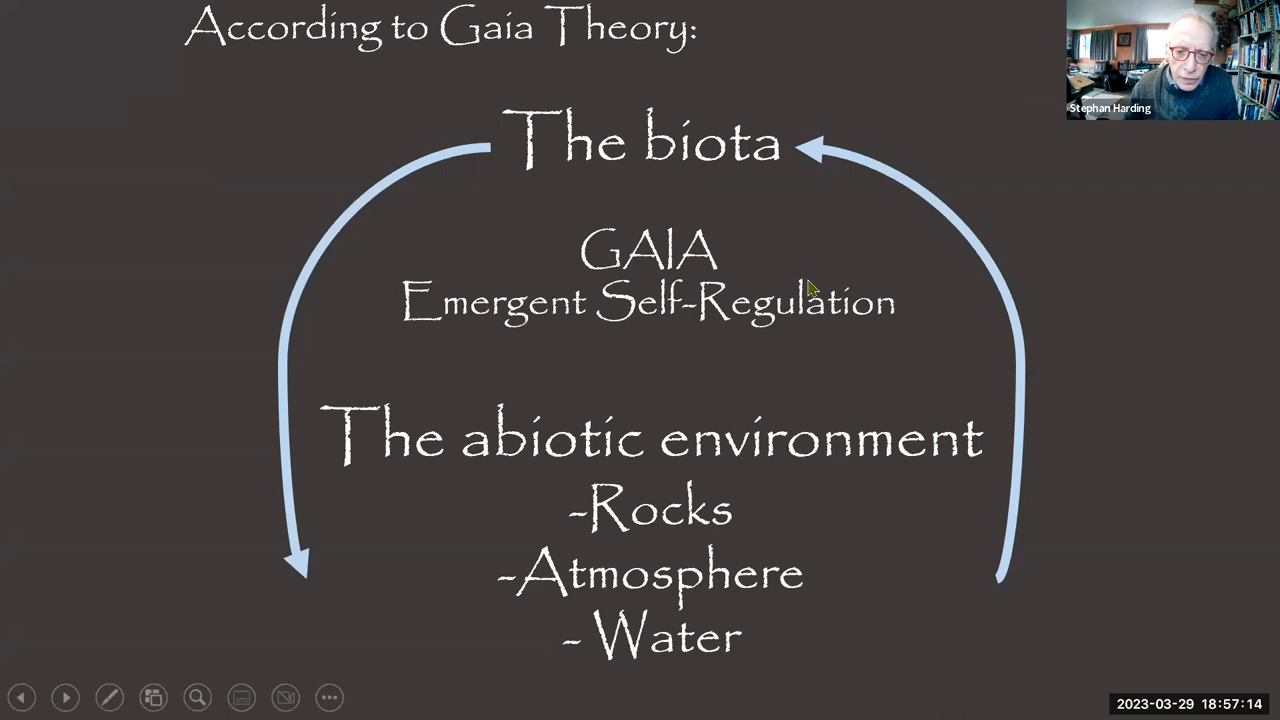 According to Gaia Theory:
Stephan Harding
The biota
GAIA
Emergent Self-Regulation
The abiotic environment
-Rocks
-Atmosphere
- Water
2023-03-29 18:57:14